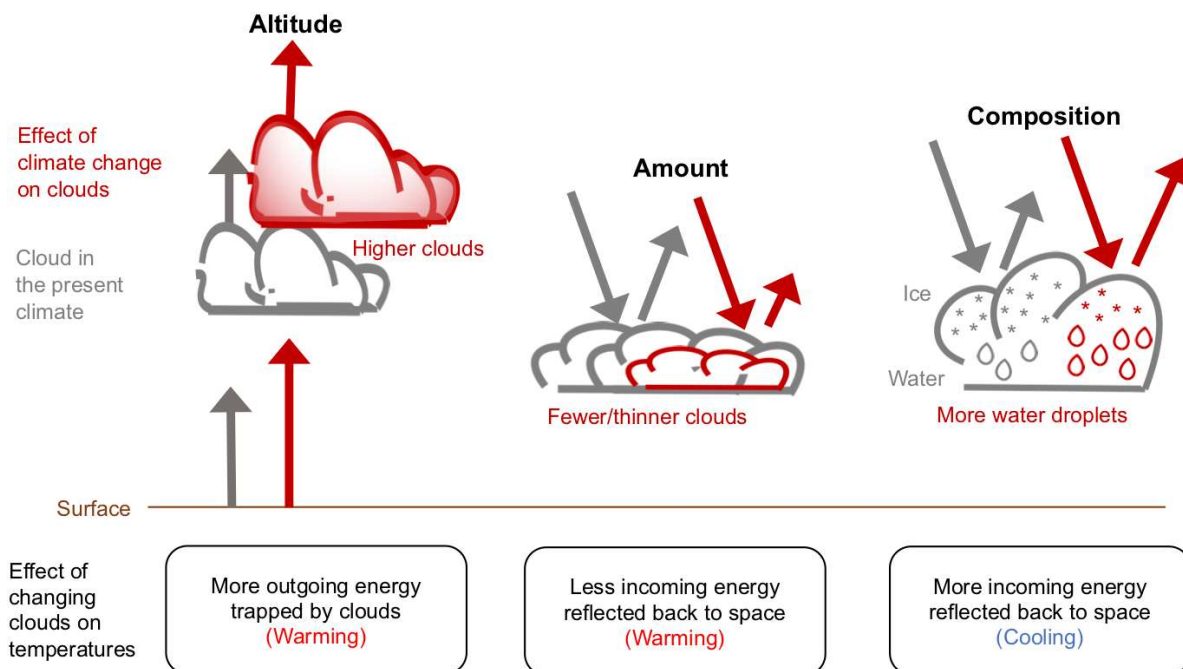 Altitude
Effect of
climate change
on clouds
Higher clouds
Cloud in
the present
climate
Amount
Fewer/thinner clouds
Composition
Ice
Water
More water droplets
Surface
Effect of
changing
clouds on
temperatures
More outgoing energy
trapped by clouds
(Warming)
Less incoming energy
reflected back to space
(Warming)
More incoming energy
reflected back to space
(Cooling)